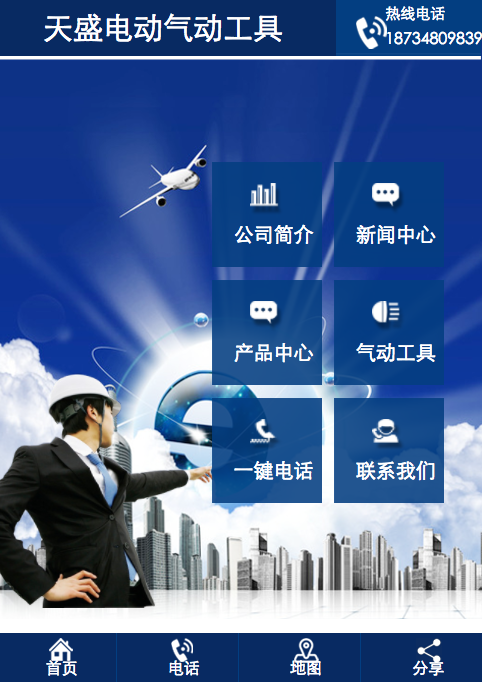 天盛电动气动工具
热线电话
18734809839
公司简介
新闻中心
产品中心
气动工具
一键电话
联系我们
首页
电话
地图
分享